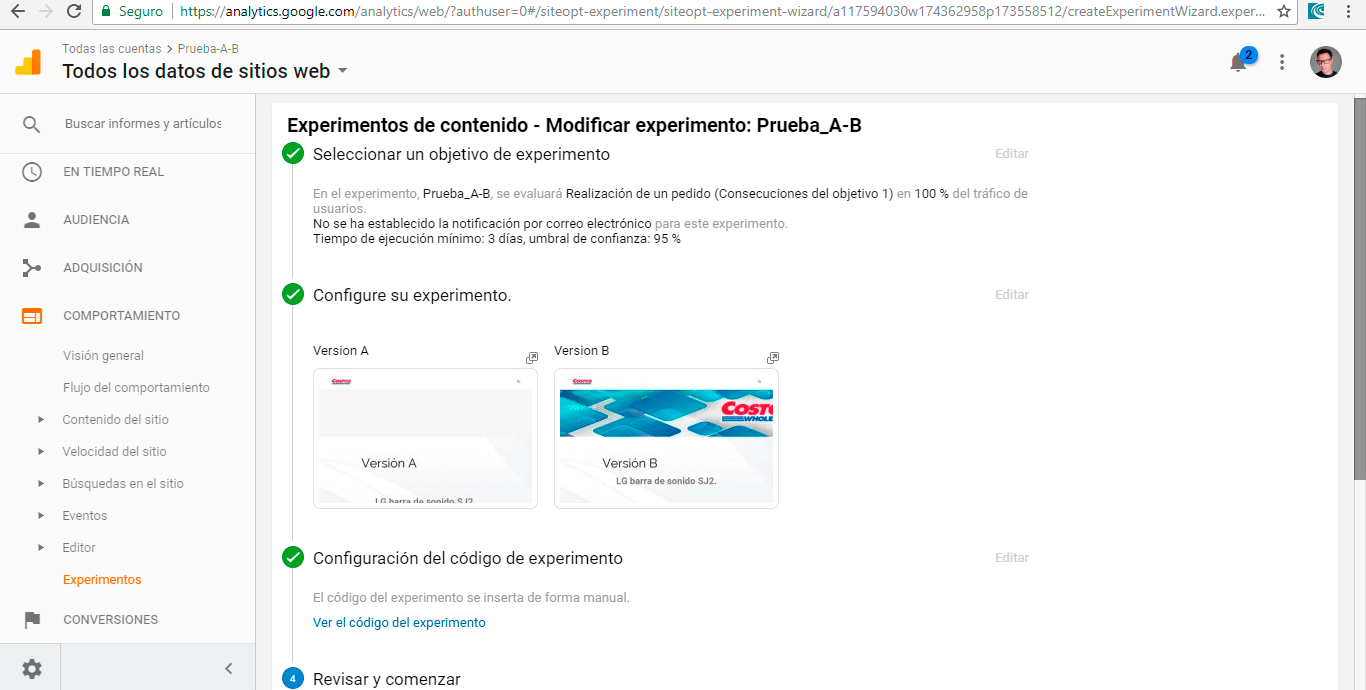 Seguro
https://analytics.google.com/analytics/web/?authuser=0#/siteopt-experiment/siteopt-experiment-wizard/a117594030w174362958p173558512/createExperimentWizard.exper...
Todas las cuentas > Prueba-A-B
Todos los datos de sitios web
2
Buscar informes y artículos
EN TIEMPO REAL
AUDIENCIA
ADQUISICIÓN
COMPORTAMIENTO
Visión general
Flujo del comportamiento
Contenido del sitio
Velocidad del sitio
Búsquedas en el sitio
Eventos
Editor
Experimentos
CONVERSIONES
Experimentos de contenido - Modificar experimento: Prueba_A-B
Seleccionar un objetivo de experimento
Editar
En el experimento, Prueba_A-B, se evaluará Realización de un pedido (Consecuciones del objetivo 1) en 100 % del tráfico de
usuarios.
No se ha establecido la notificación por correo electrónico para este experimento.
Tiempo de ejecución mínimo: 3 días, umbral de confianza: 95 %
Configure su experimento.
Editar
Version A
Costco
Versión A
LG barra de sonido SJ2
Version B
Costco
COSTC
WHOLE
Versión B
LG barra de sonido SJ2.
Configuración del código de experimento
Editar
El código del experimento se inserta de forma manual.
Ver el código del experimento
4
Revisar y comenzar